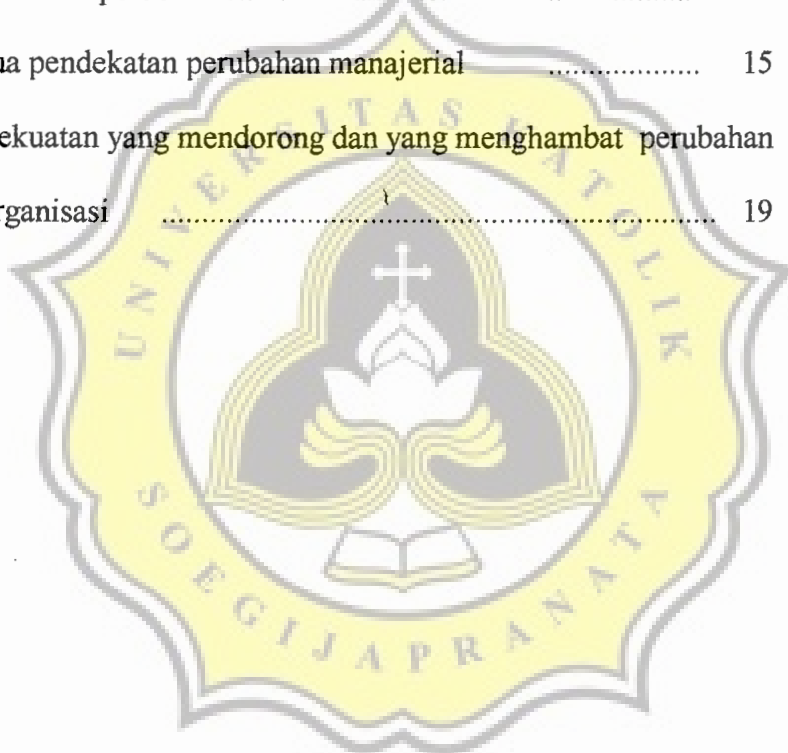 a pendekatan perubahan manajerial .................. 15
ekuatan yang mendorong dan yang menghambat perubahan
rganisasi .................................................................. 19
UNIVERSITAS KATOLIK
SOEGIJAPRANATA